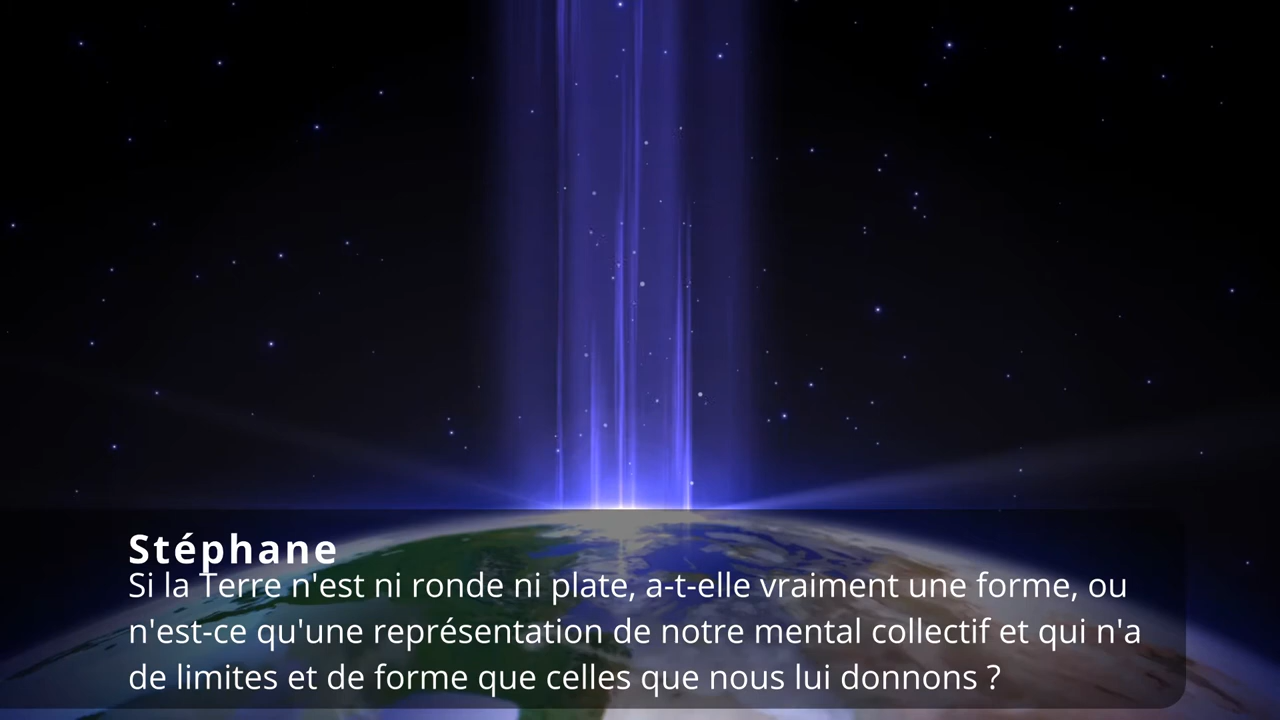 Stéphane
Si la Terre n'est ni ronde ni plate, a-t-elle vraiment une forme, ou
n'est-ce qu'une représentation de notre mental collectif et qui n'a
de limites et de forme que celles que nous lui donnons ?